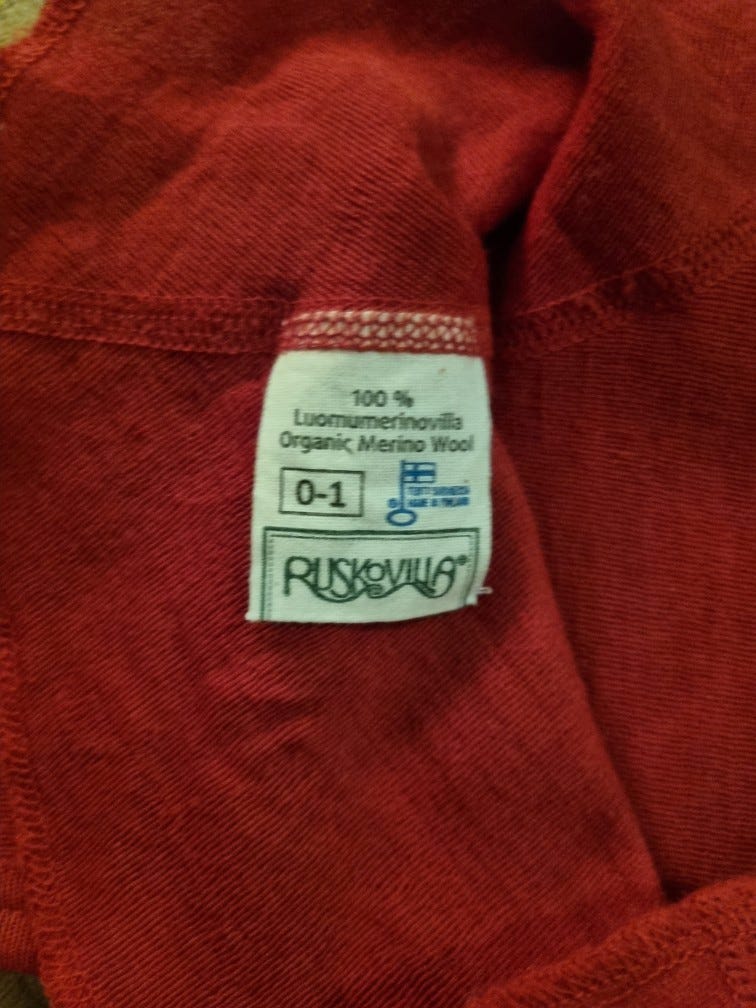 100 %
Luomumerinovilla
Organic Merino Wool
0-1
RUSKOVILLA®